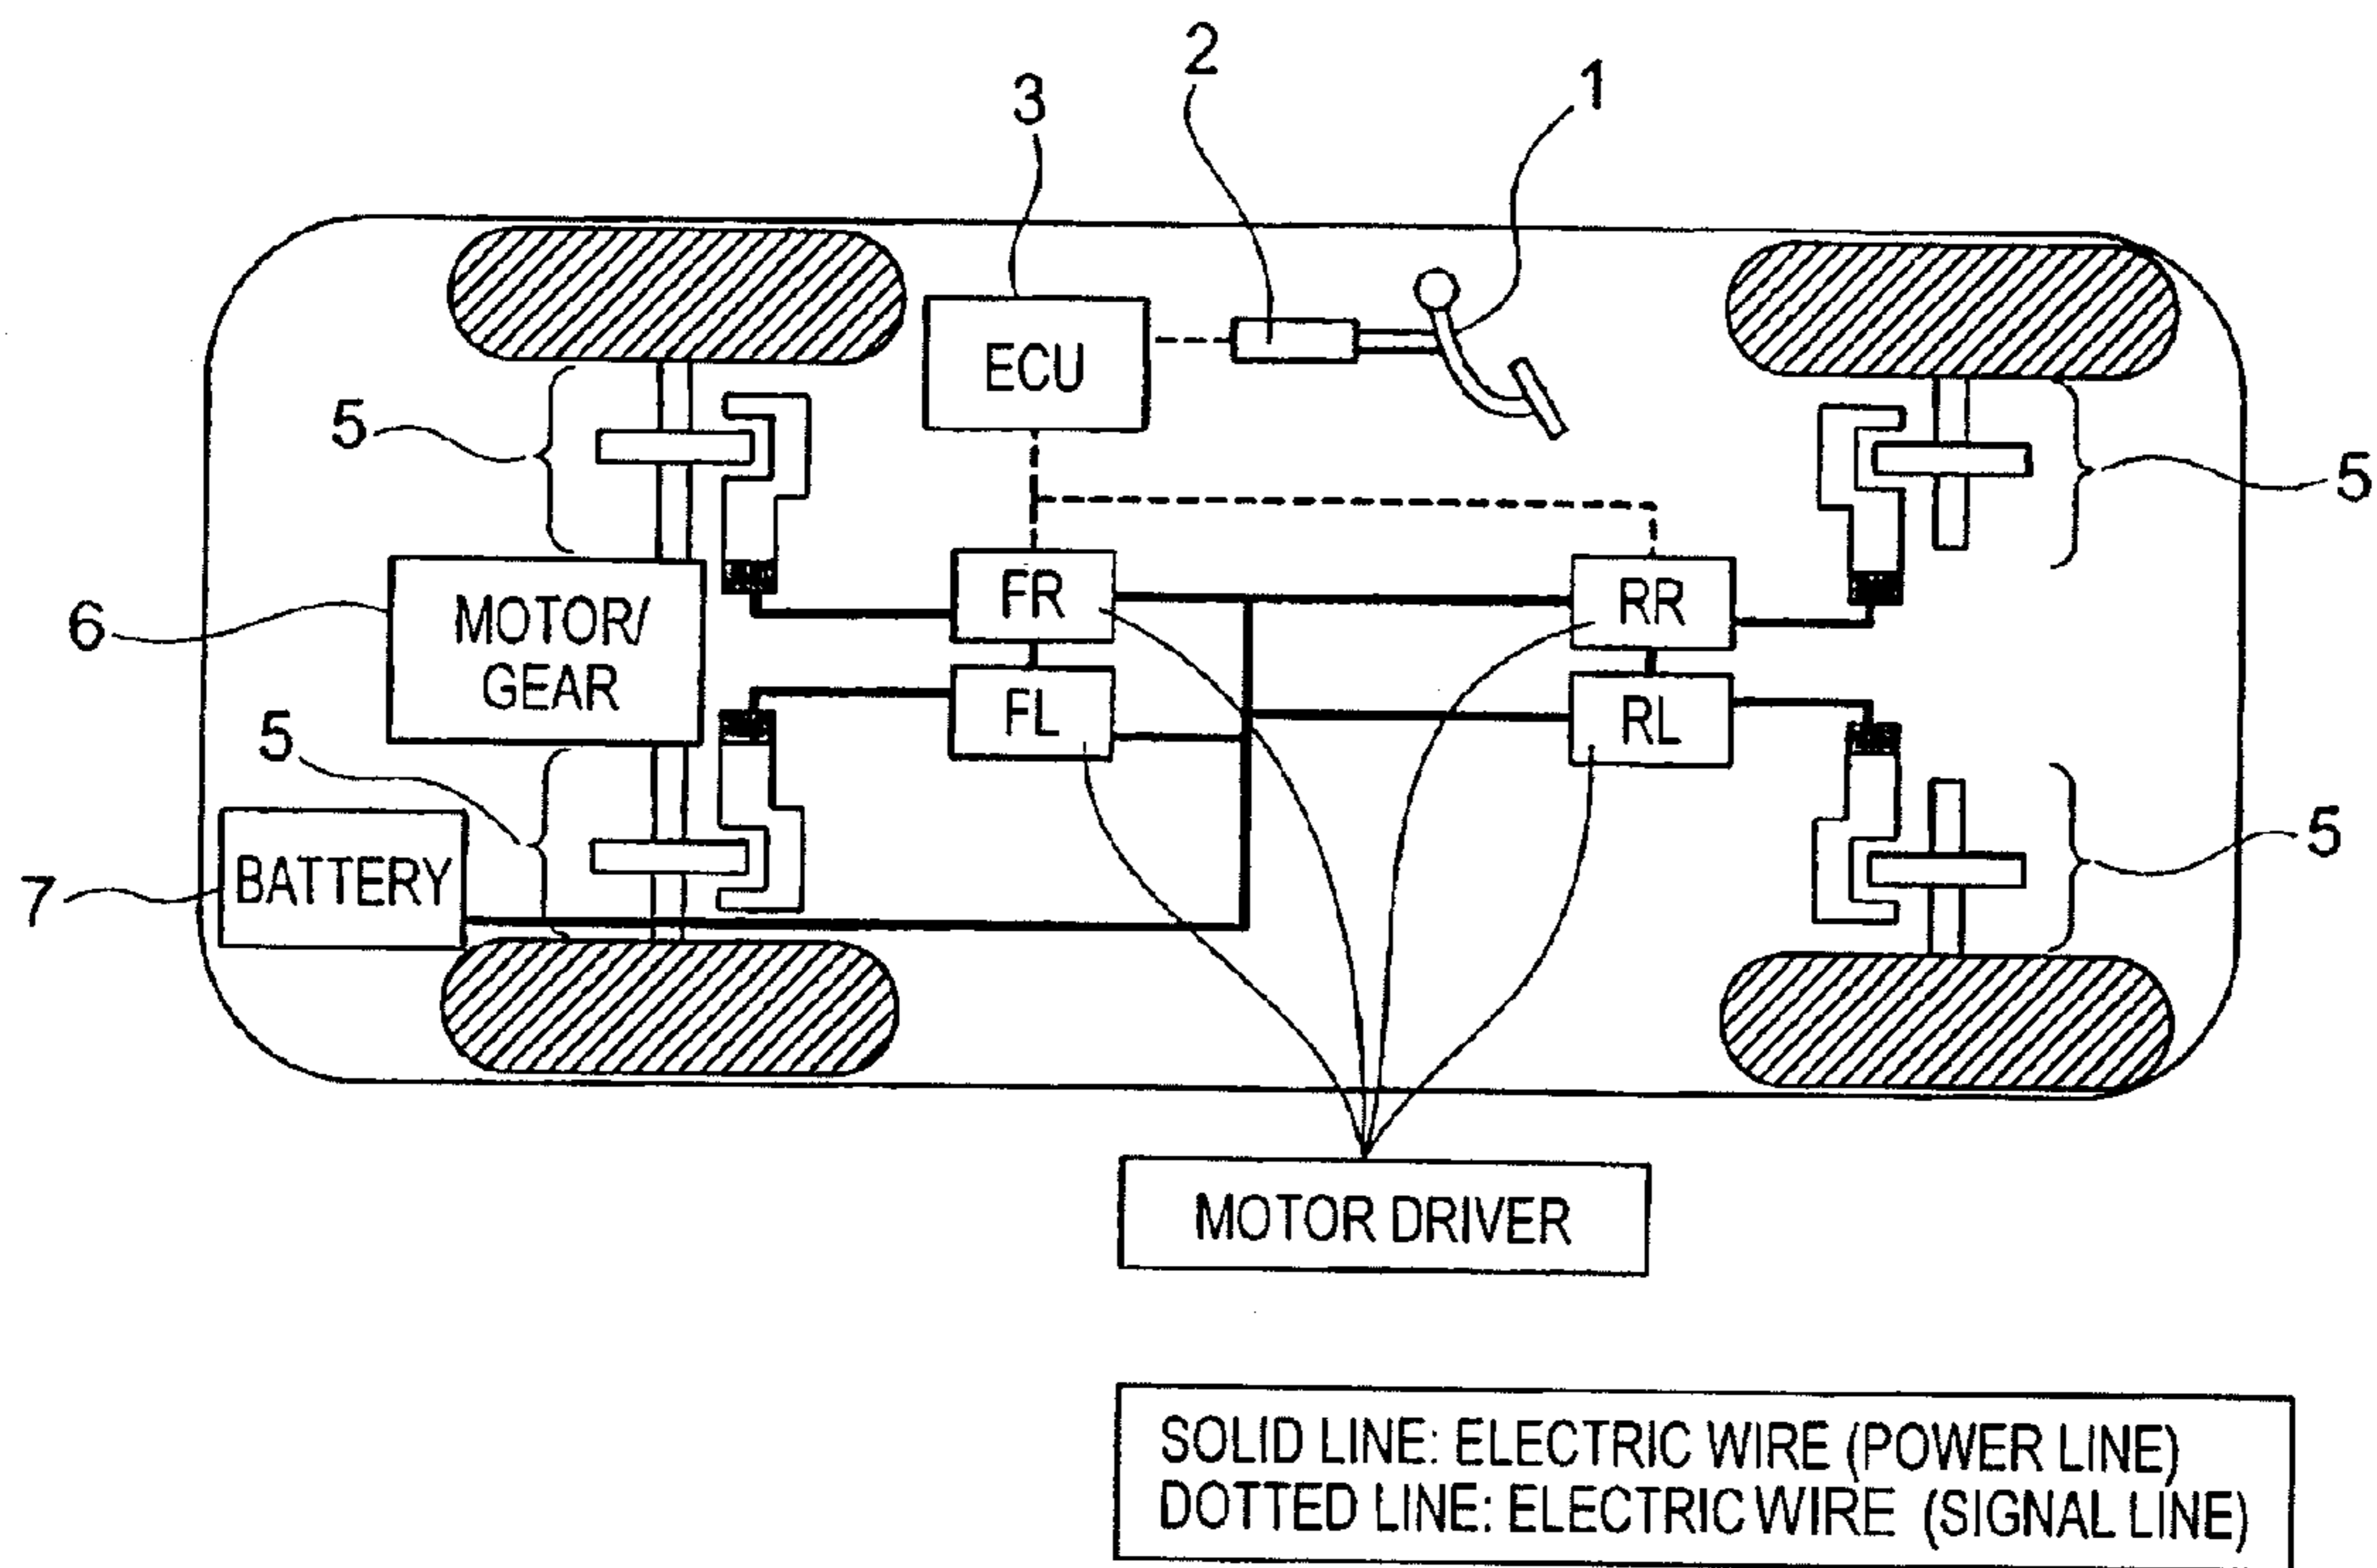 2
1
3
ECU
5
5
FR
RR
6
MOTOR/
GEAR
FL
RL
5
5
7
BATTERY
MOTOR DRIVER
SOLID LINE: ELECTRIC WIRE (POWER LINE)
DOTTED LINE: ELECTRIC WIRE (SIGNAL LINE)